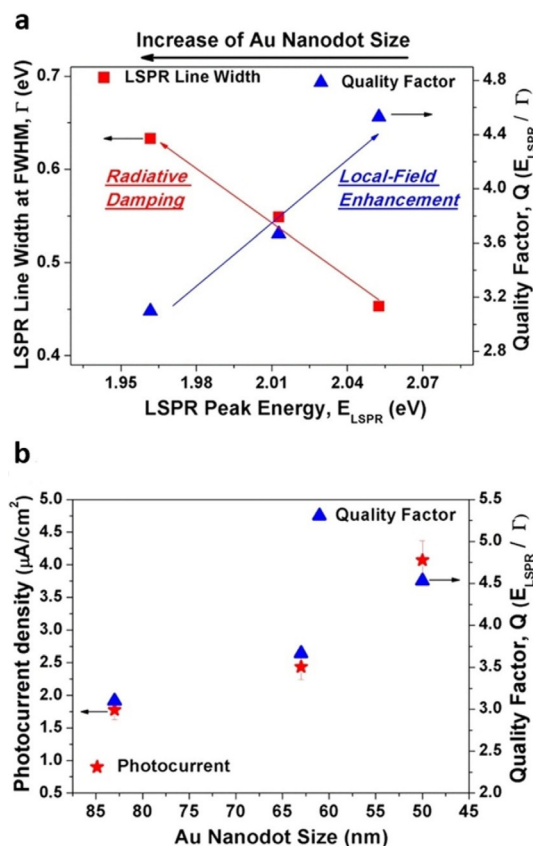 a
Increase of Au Nanodot Size
LSPR Line Width
Quality Factor
Radiative
Damping
Local-Field
Enhancement
LSPR Line Width at FWHM, Γ (eV)
0.7
0.6
0.5
0.4
Quality Factor, Q (E_LSPR / Γ)
4.8
4.4
4.0
3.6
3.2
2.8
1.95 1.98 2.01 2.04 2.07
LSPR Peak Energy, E_LSPR (eV)
b
Photocurrent density (μA/cm²)
5.0
4.5
4.0
3.5
3.0
2.5
2.0
1.5
1.0
0.5
Quality Factor
Photocurrent
Quality Factor, Q (E_LSPR / Γ)
5.5
5.0
4.5
4.0
3.5
3.0
2.5
2.0
85 80 75 70 65 60 55 50 45
Au Nanodot Size (nm)